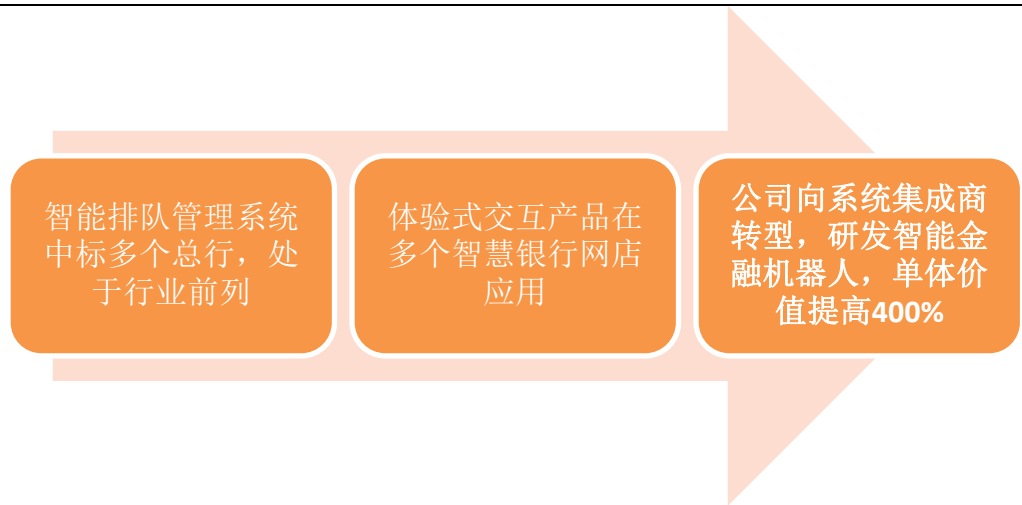 智能排队管理系统
中标多个总行，处
于行业前列
体验式交互产品在
多个智慧银行网店
应用
公司向系统集成商
转型，研发智能金
融机器人，单体价
值提高400%